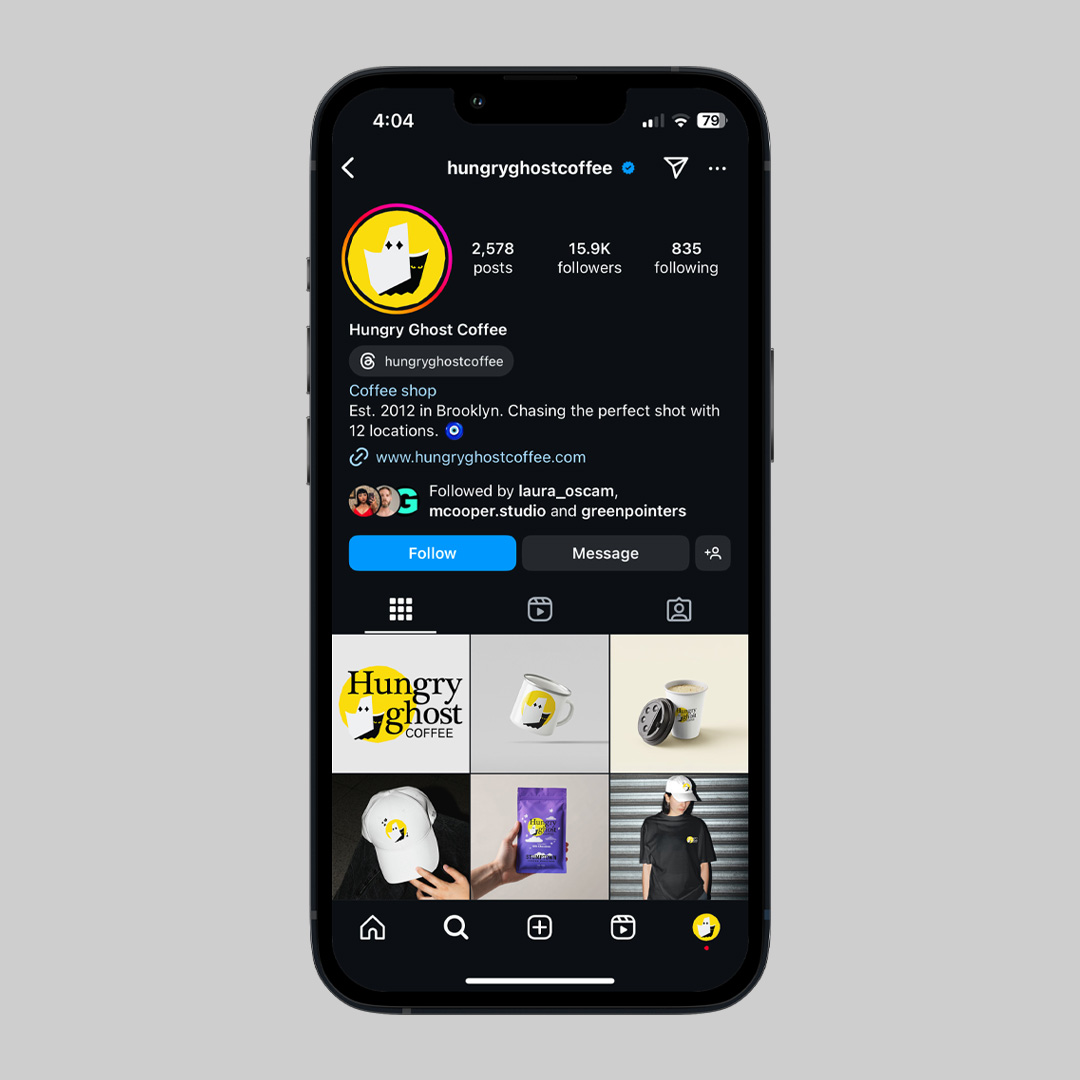 4:04
79
hungryghostcoffee
2,578
posts
15.9K
followers
835
following
Hungry Ghost Coffee
hungryghostcoffee
Coffee shop
Est. 2012 in Brooklyn. Chasing the perfect shot with
12 locations.
www.hungryghostcoffee.com
G
Followed by laura_oscam,
mcooper.studio and greenpointers
Follow
Message
Hungry
ghost
COFFEE
Hungry
ghost
Hungry
ghost